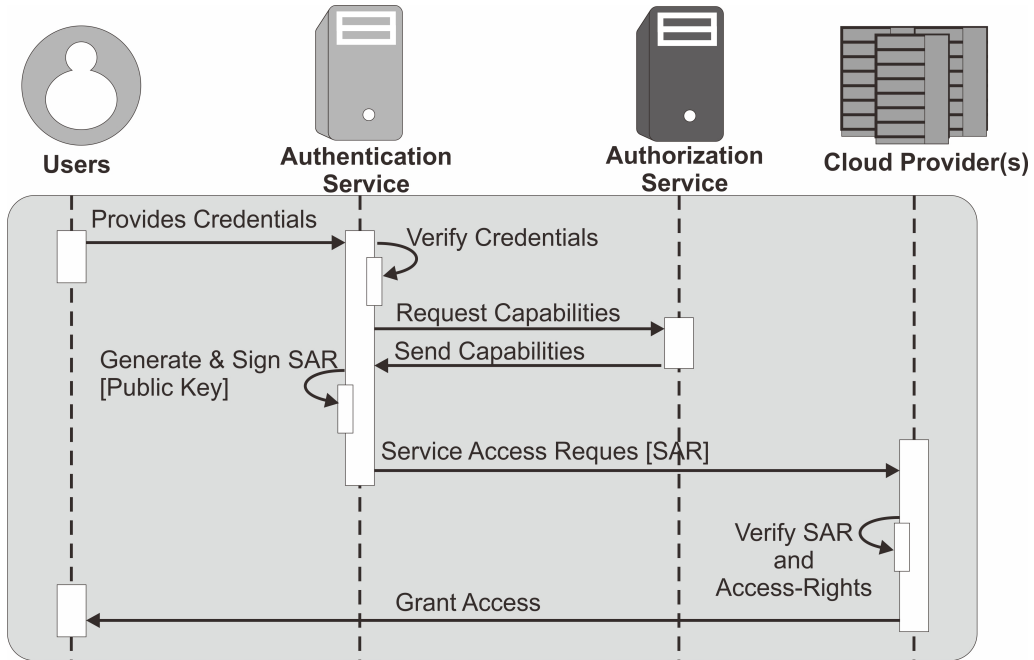 Users
Authentication
Service
Authorization
Service
Cloud Provider(s)
Provides Credentials
Verify Credentials
Request Capabilities
Send Capabilities
Generate & Sign SAR
[Public Key]
Service Access Reques [SAR]
Verify SAR
and
Access-Rights
Grant Access